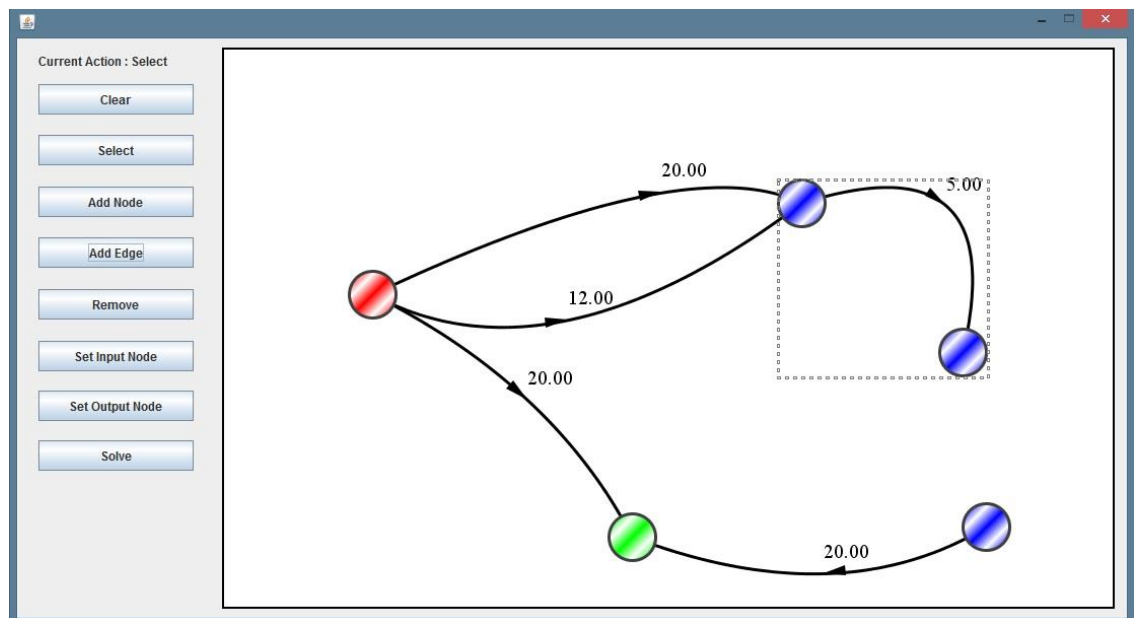 Current Action : Select
Clear
Select
Add Node
Add Edge
Remove
Set Input Node
Set Output Node
Solve
20.00
5.00
12.00
20.00
20.00